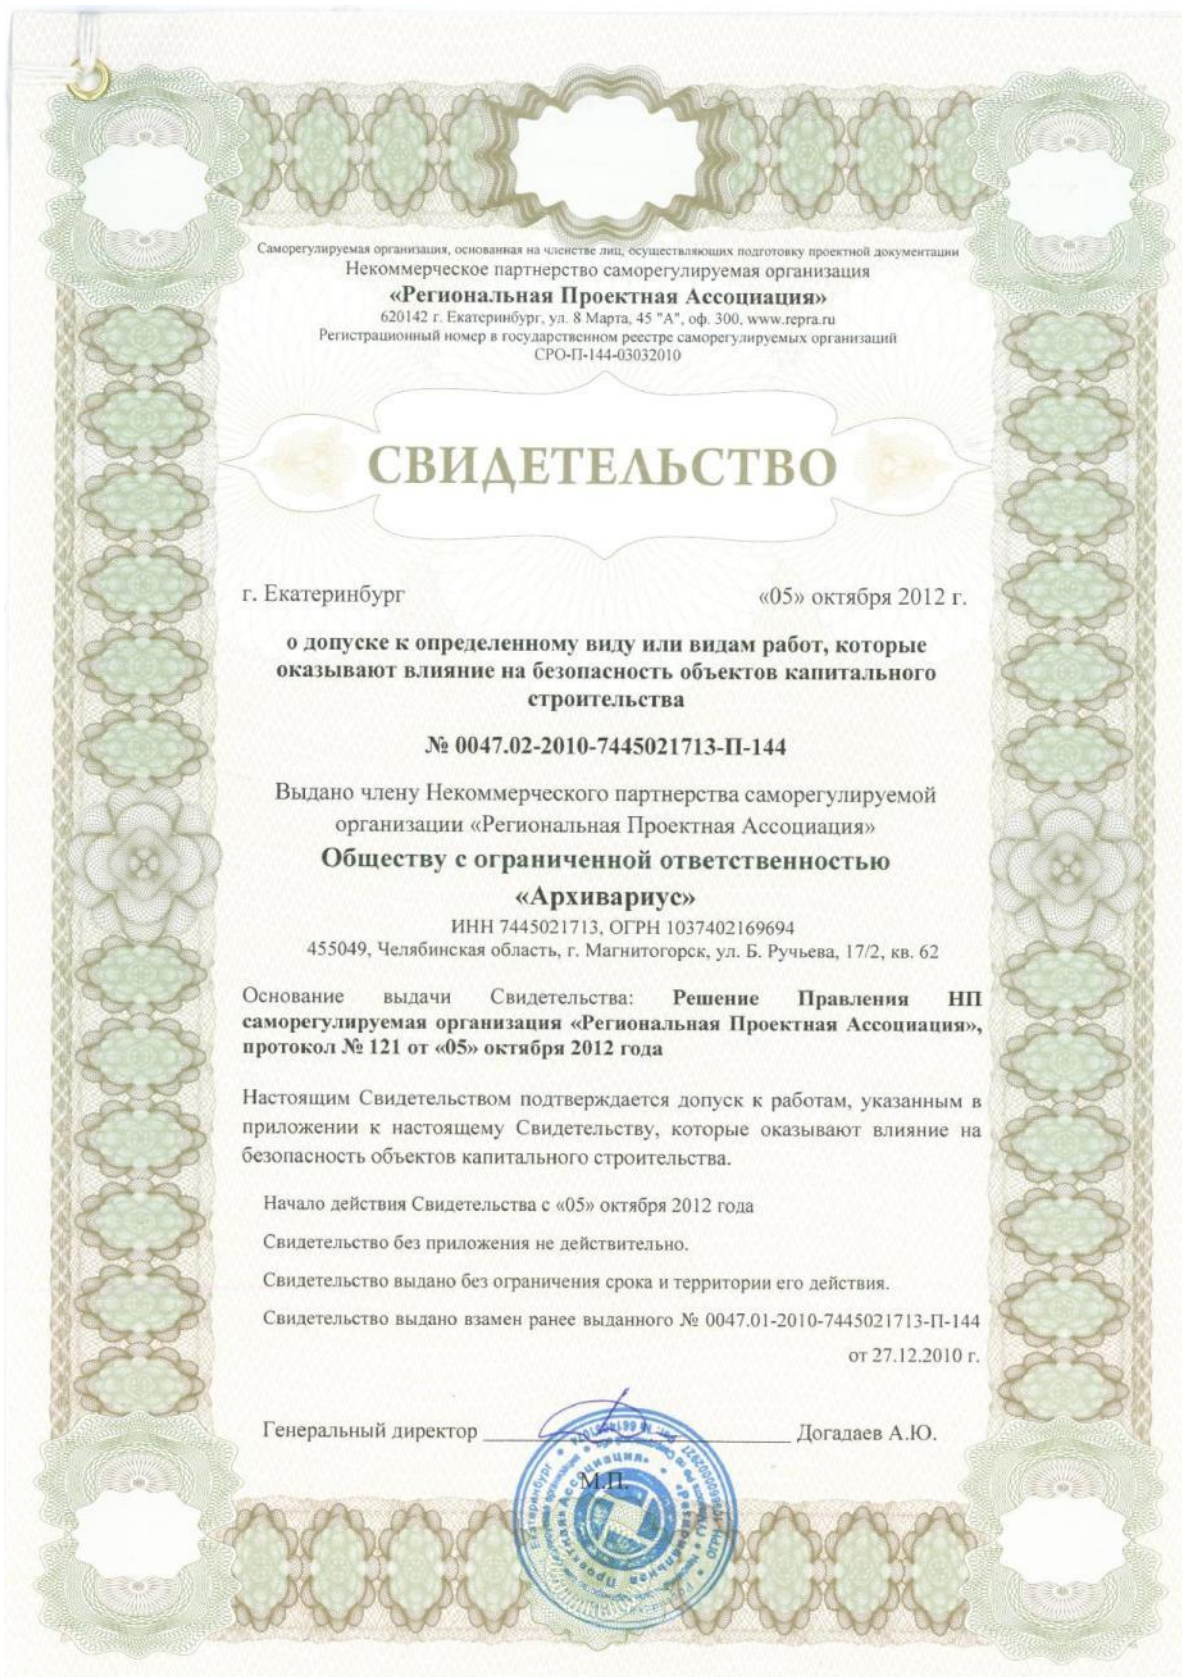 Саморегулируемая организация, основанная на членстве лиц, осуществляющих подготовку проектной документации
Некоммерческое партнерство саморегулируемая организация
«Региональная Проектная Ассоциация»
620142 г. Екатеринбург, ул. 8 Марта, 45 "А", оф. 300, www.repra.ru
Регистрационный номер в государственном реестре саморегулируемых организаций
СРО-П-144-03032010
СВИДЕТЕЛЬСТВО
г. Екатеринбург «05» октября 2012 г.
о допуске к определенному виду или видам работ, которые
оказывают влияние на безопасность объектов капитального
строительства
№ 0047.02-2010-7445021713-П-144
Выдано члену Некоммерческого партнерства саморегулируемой
организации «Региональная Проектная Ассоциация»
Обществу с ограниченной ответственностью
«Архивариус»
ИНН 7445021713, ОГРН 1037402169694
455049, Челябинская область, г. Магнитогорск, ул. Б. Ручьева, 17/2, кв. 62
Основание выдачи Свидетельства: Решение Правления НП
саморегулируемая организация «Региональная Проектная Ассоциация»,
протокол № 121 от «05» октября 2012 года
Настоящим Свидетельством подтверждается допуск к работам, указанным в
приложении к настоящему Свидетельству, которые оказывают влияние на
безопасность объектов капитального строительства.
Начало действия Свидетельства с «05» октября 2012 года
Свидетельство без приложения не действительно.
Свидетельство выдано без ограничения срока и территории его действия.
Свидетельство выдано взамен ранее выданного № 0047.01-2010-7445021713-П-144
от 27.12.2010 г.
Генеральный директор Догадаев А.Ю.
М.П.
«Региональная Проектная Ассоциация»
Екатеринбург